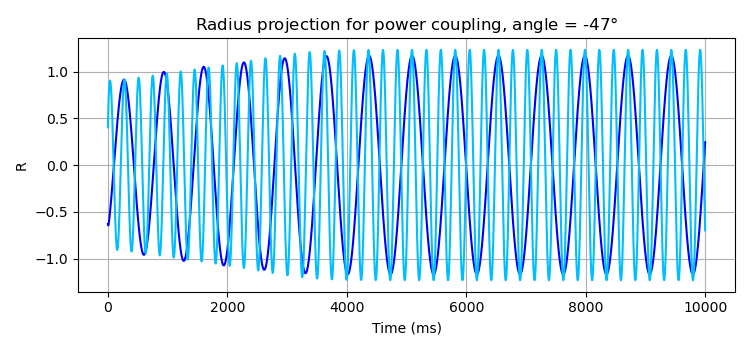 Radius projection for power coupling, angle = -47°
1.0
0.5
0.0
−0.5
−1.0
R
0 2000 4000 6000 8000 10000
Time (ms)